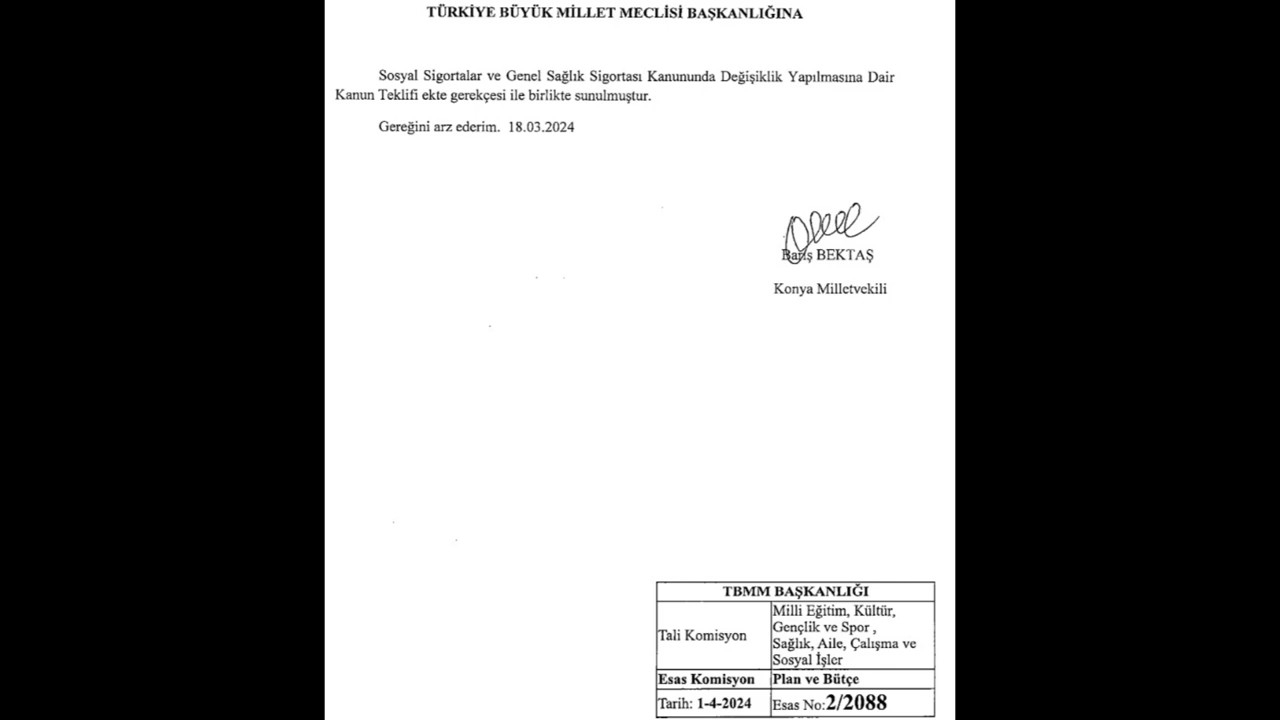 TÜRKİYE BÜYÜK MİLLET MECLİSİ BAŞKANLIĞINA
Sosyal Sigortalar ve Genel Sağlık Sigortası Kanununda Değişiklik Yapılmasına Dair
Kanun Teklifi ekte gerekçesi ile birlikte sunulmuştur.
Gereğini arz ederim. 18.03.2024
Barış BEKTAŞ
Konya Milletvekili
TBMM BAŞKANLIĞI
Tali Komisyon
Milli Eğitim, Kültür,
Gençlik ve Spor ,
Sağlık, Aile, Çalışma ve
Sosyal İşler
Esas Komisyon Plan ve Bütçe
Tarih: 1-4-2024 Esas No:2/2088